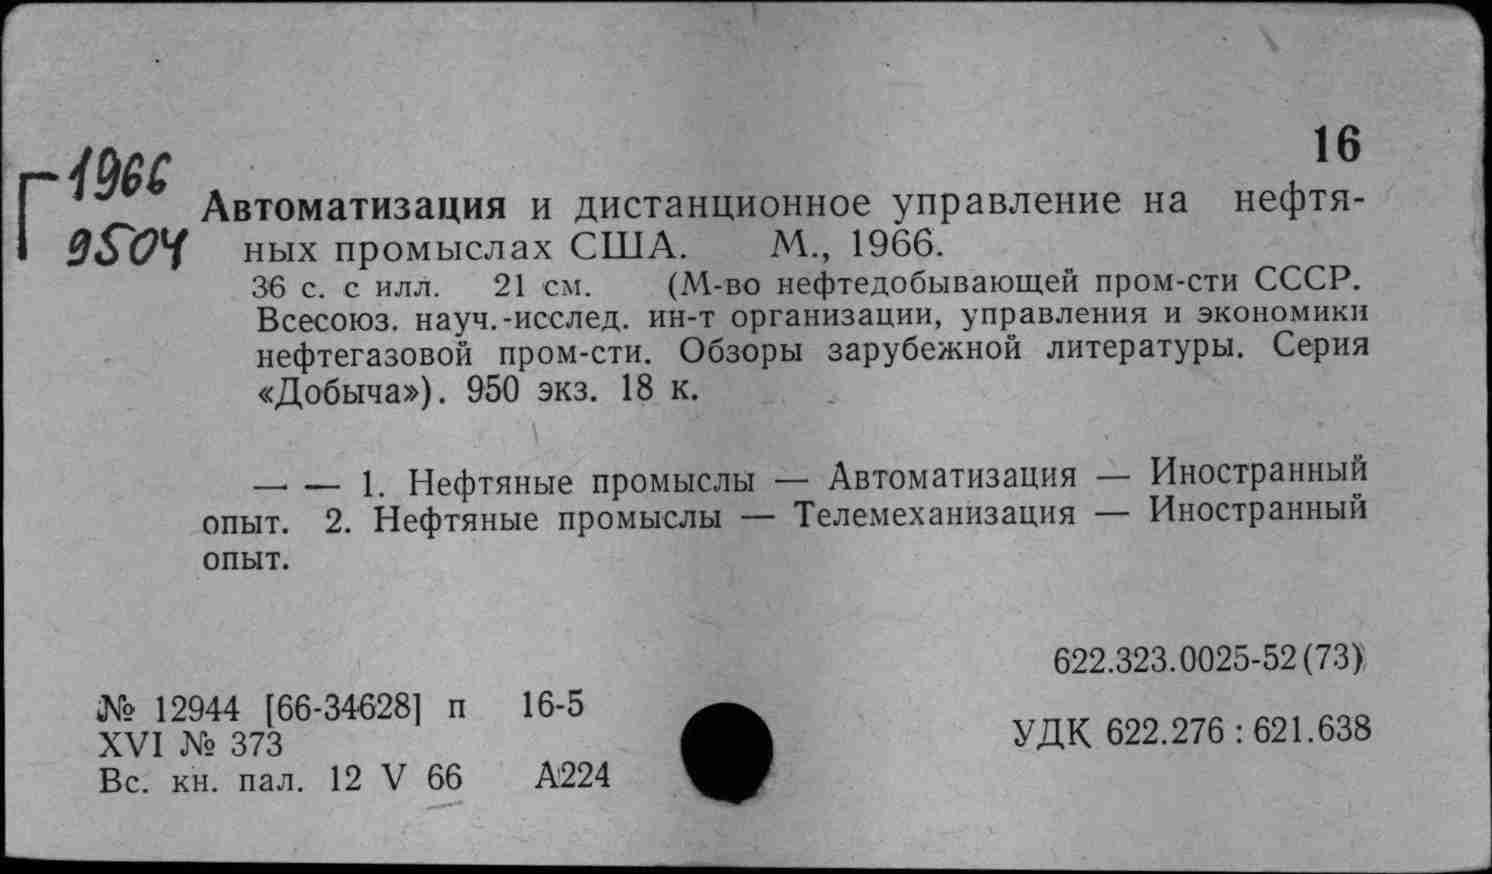 16
Г-1966
9504
Автоматизация и дистанционное управление на нефтя-
ных промыслах США. М., 1966.
36 с. с илл. 21 см. (М-во нефтедобывающей пром-сти СССР.
Всесоюз. науч.-исслед. ин-т организации, управления и экономики
нефтегазовой пром-сти. Обзоры зарубежной литературы. Серия
«Добыча»). 950 экз. 18 к.
— — 1. Нефтяные промыслы — Автоматизация — Иностранный
опыт. 2. Нефтяные промыслы — Телемеханизация — Иностранный
опыт.
622.323.0025-52(73)
№ 12944 [66-34628] п 16-5
XVI № 373
УДК 622.276 : 621.638
Вс. кн. пал. 12 V 66 А224